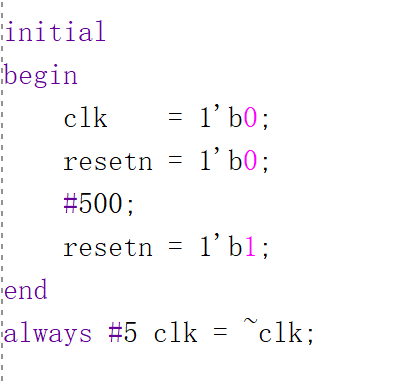 initial
begin
    clk    = 1'b0;
    resetn = 1'b0;
    #500;
    resetn = 1'b1;
end
always #5 clk = ~clk;